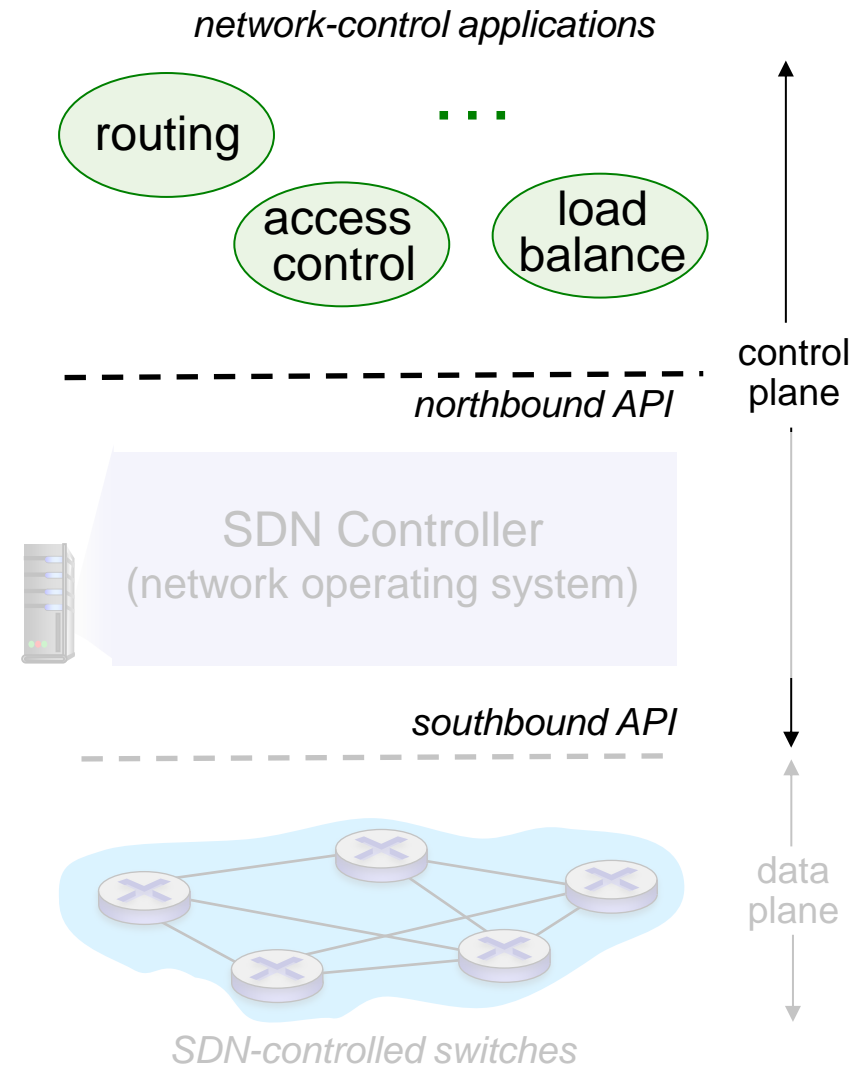 network-control applications
routing
. . .
access
control
load
balance
control
plane
northbound API
SDN Controller
(network operating system)
southbound API
data
plane
SDN-controlled switches